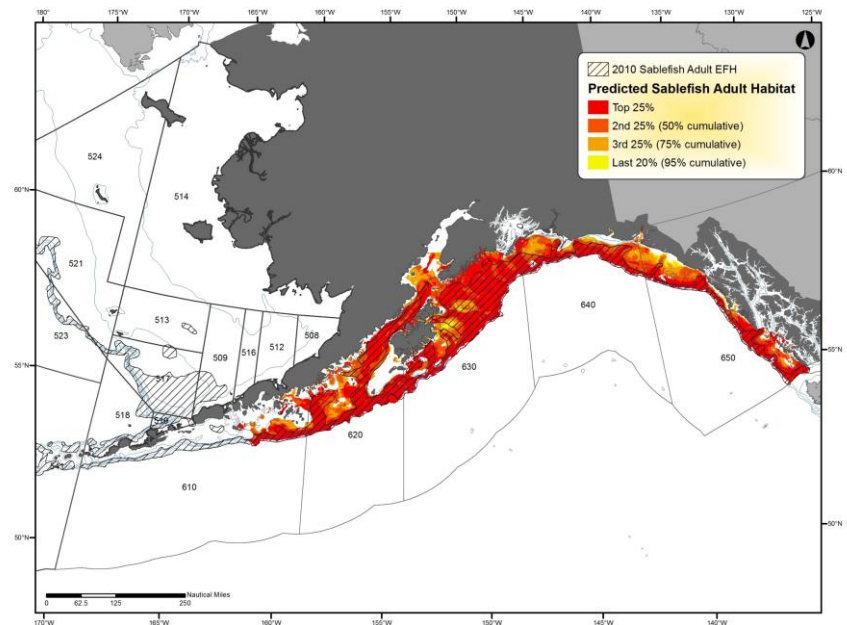 180° 170°W 165°W 160°W 155°W 150°W 145°W 140°W 135°W 130°W 125°W
2010 Sablefish Adult EFH
Predicted Sablefish Adult Habitat
Top 25%
2nd 25% (50% cumulative)
3rd 25% (75% cumulative)
Last 20% (95% cumulative)
524
514
60°N
60°N
521
513
523
509
516
512
508
640
55°N
55°N
517
630
650
518
519
620
610
50°N
50°N
0 62.5 125 250 Nautical Miles
170°W 165°W 160°W 155°W 150°W 145°W 140°W